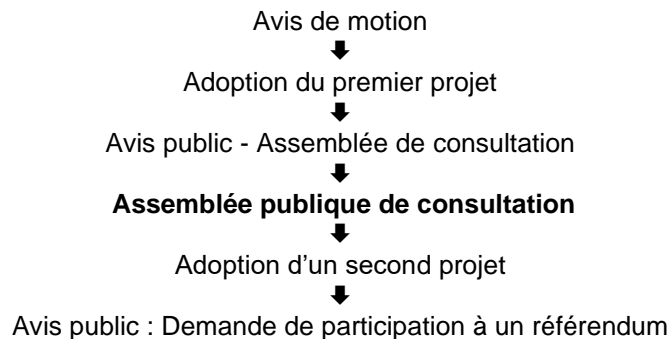 Avis de motion
Adoption du premier projet
Avis public - Assemblée de consultation
Assemblée publique de consultation
Adoption d'un second projet
Avis public : Demande de participation à un référendum